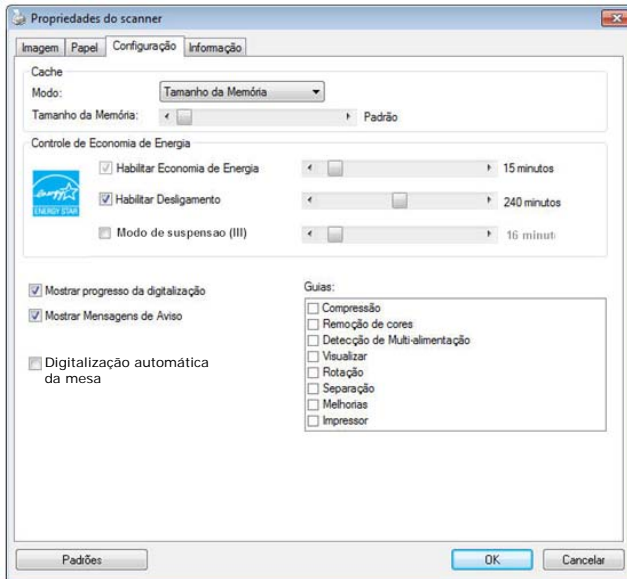 Propriedades do scanner
Imagem Papel Configuração Informação
Cache
Modo: Tamanho da Memória
Tamanho da Memória: Padrão
Controle de Economia de Energia
Habilitar Economia de Energia 15 minutos
energy
ENERGY STAR
Habilitar Desligamento 240 minutos
Modo de suspensao (III) 16 minut
Mostrar progresso da digitalização
Mostrar Mensagens de Aviso
Digitalização automática
da mesa
Guias:
Compressão
Remoção de cores
Detecção de Multi-alimentação
Visualizar
Rotação
Separação
Melhorias
Impressor
Padrões OK Cancelar